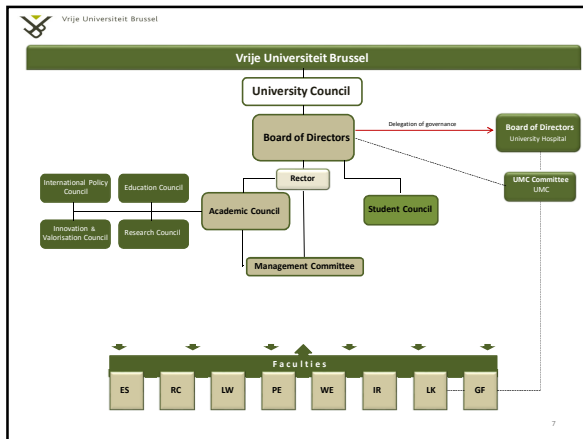 Vrije Universiteit Brussel
Vrije Universiteit Brussel
University Council
Board of Directors
Delegation of governance
Board of Directors
University Hospital
Rector
UMC Committee
UMC
International Policy
Council
Education Council
Academic Council
Student Council
Innovation &
Valorisation Council
Research Council
Management Committee
Faculties
ES
RC
LW
PE
WE
IR
LK
GF
7